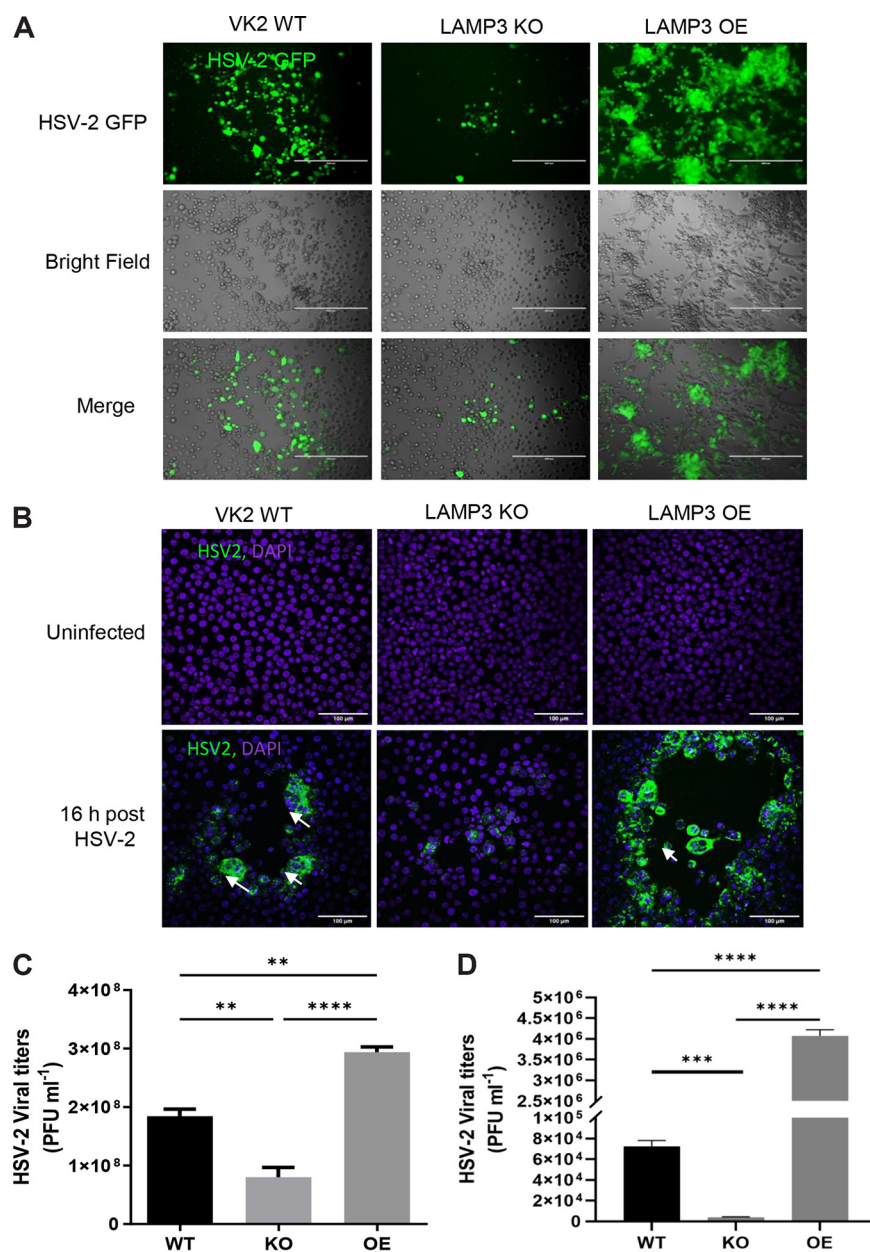 A
VK2 WT
LAMP3 KO
LAMP3 OE
HSV-2 GFP
HSV-2 GFP
Bright Field
Merge
B
VK2 WT
LAMP3 KO
LAMP3 OE
Uninfected
HSV2, DAPI
100 µm
100 µm
100 µm
16 h post
HSV-2
HSV2, DAPI
100 µm
100 µm
100 µm
C
HSV-2 Viral titers
(PFU ml⁻¹)
4×10⁸
3×10⁸
2×10⁸
1×10⁸
0
**
**
****
WT
KO
OE
D
HSV-2 Viral titers
(PFU ml⁻¹)
5×10⁶
4.5×10⁶
4×10⁶
3.5×10⁶
3×10⁶
2.5×10⁶
1×10⁵
8×10⁴
6×10⁴
4×10⁴
2×10⁴
0
****
***
****
WT
KO
OE